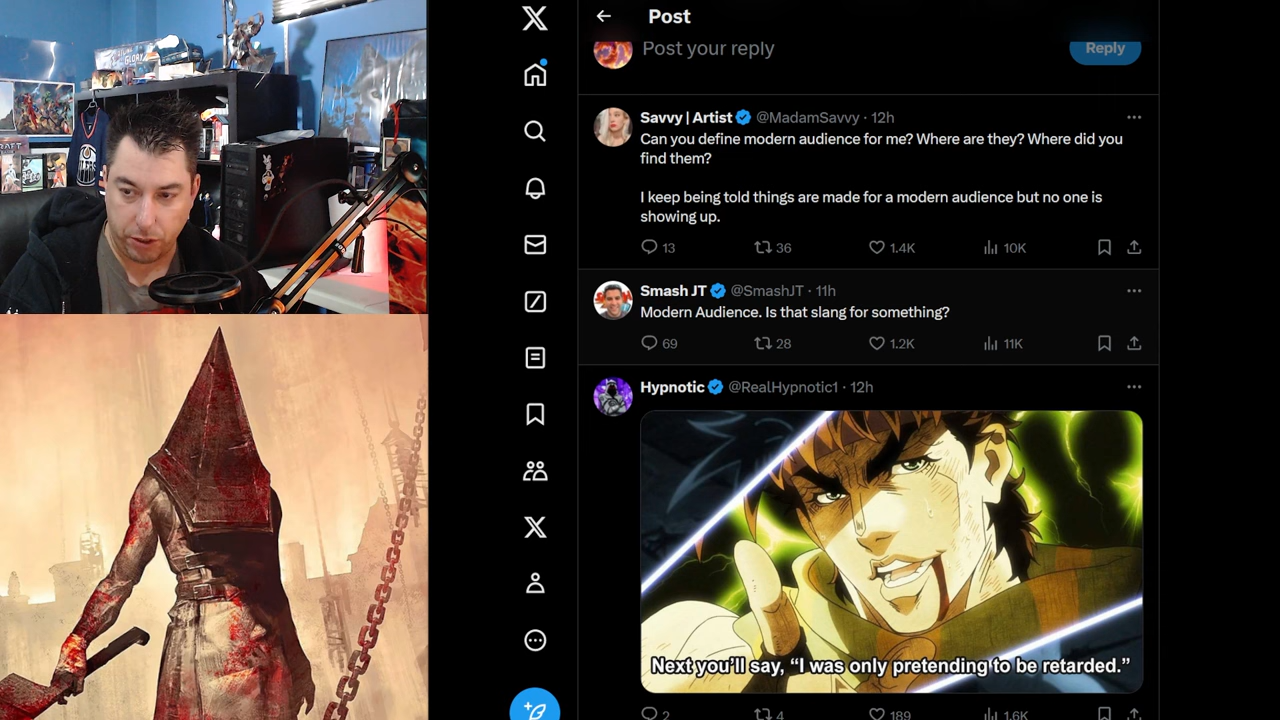 GLORY
Post
Post your reply
Reply
Savvy | Artist @MadamSavvy · 12h
Can you define modern audience for me? Where are they? Where did you
find them?
I keep being told things are made for a modern audience but no one is
showing up.
13 36 1.4K 10K
Smash JT @SmashJT · 11h
Modern Audience. Is that slang for something?
69 28 1.2K 11K
Hypnotic @RealHypnotic1 · 12h
Next you'll say, "I was only pretending to be retarded."
2 4 189 1.6K